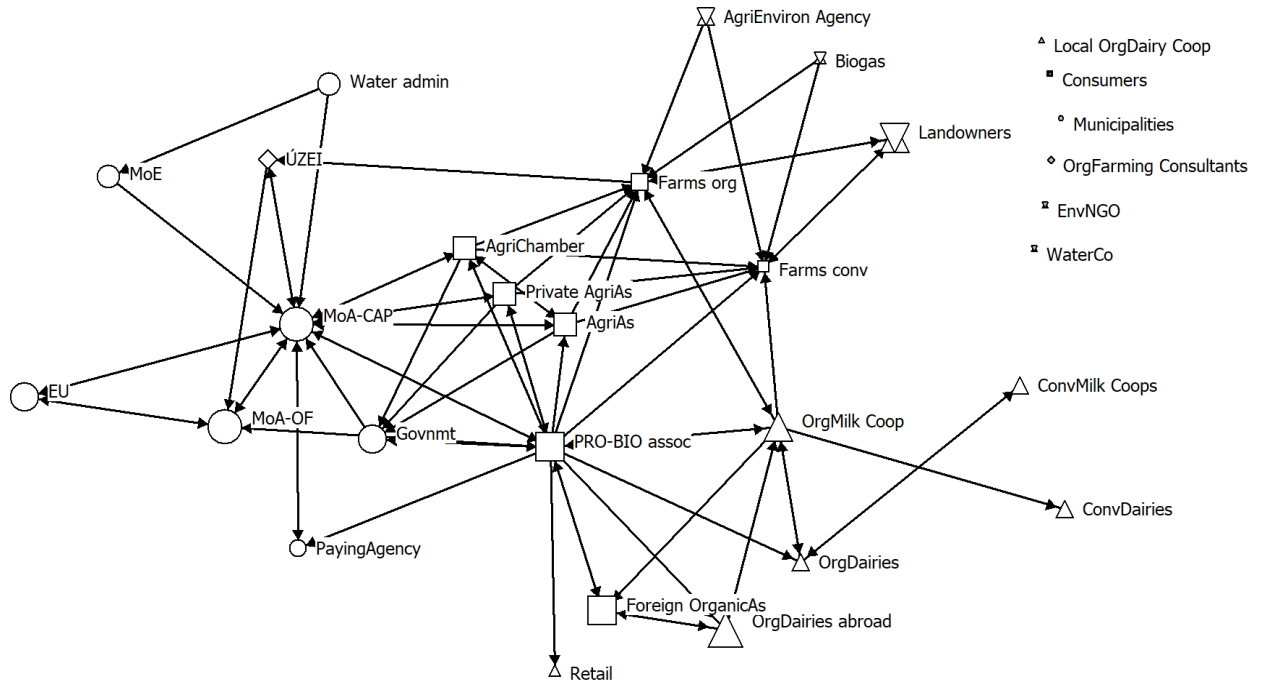 AgriEnviron Agency
Local OrgDairy Coop
Biogas
Consumers
Water admin
Municipalities
Landowners
ÚZEI
OrgFarming Consultants
MoE
Farms org
EnvNGO
AgriChamber
WaterCo
Farms conv
Private AgriAs
MoA-CAP
AgriAs
EU
ConvMilk Coops
MoA-OF
OrgMilk Coop
Govnmt
PRO-BIO assoc
ConvDairies
PayingAgency
OrgDairies
Foreign OrganicAs
OrgDairies abroad
Retail